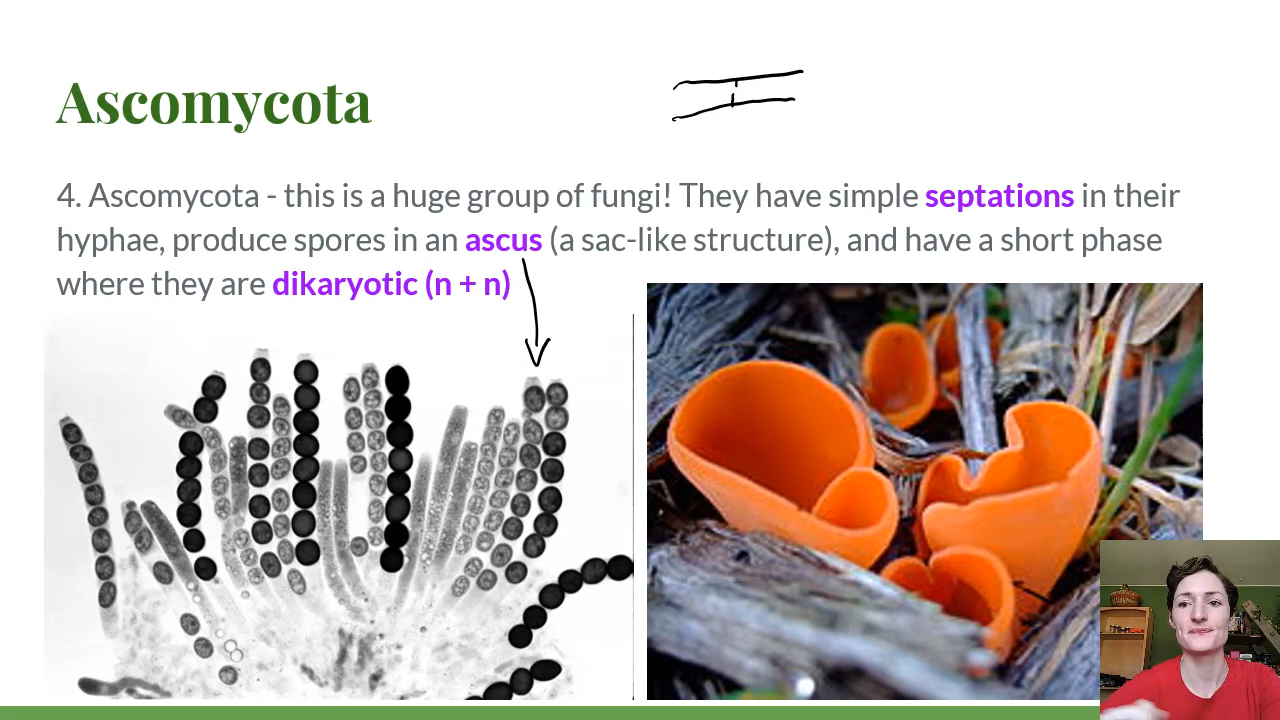 Ascomycota
4. Ascomycota - this is a huge group of fungi! They have simple septations in their
hyphae, produce spores in an ascus (a sac-like structure), and have a short phase
where they are dikaryotic (n + n)